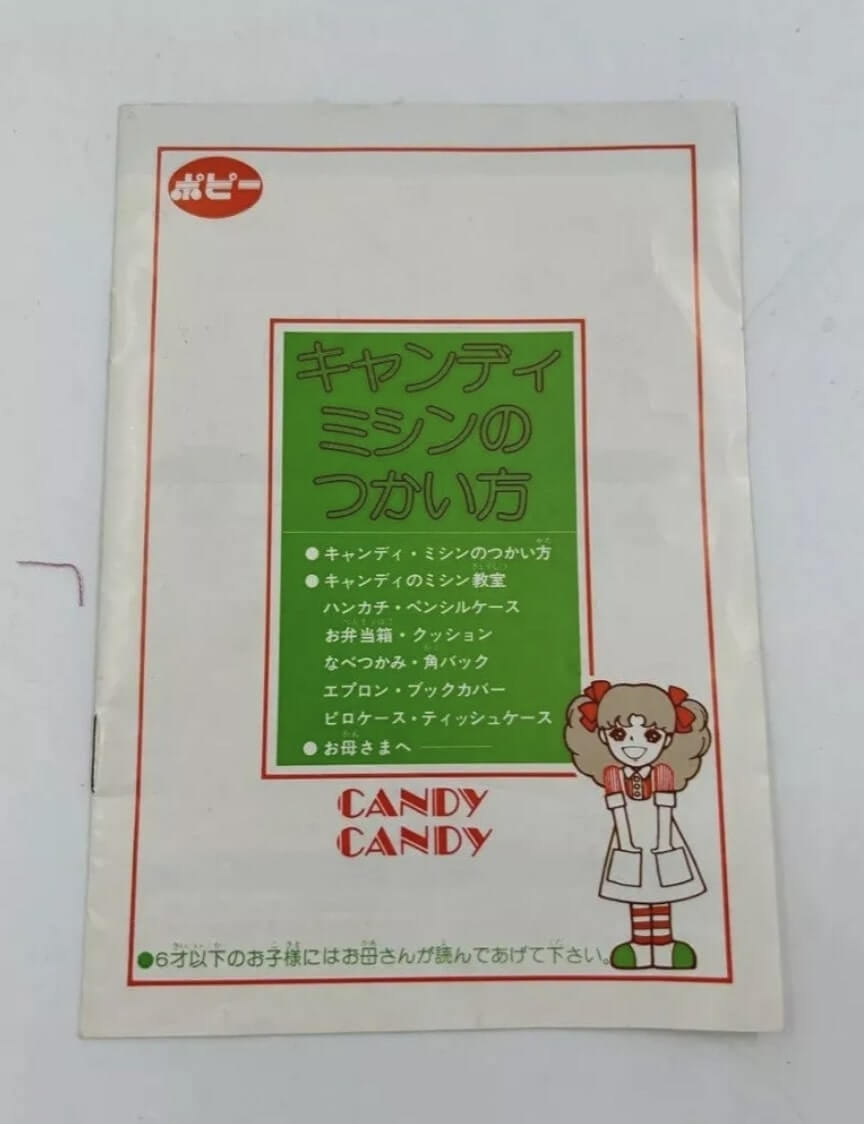 ポピー
キャンディ
ミシンの
つかい方
●キャンディ・ミシンのつかい方
●キャンディのミシン教室
ハンカチ・ペンシルケース
お弁当箱・クッション
なべつかみ・角バック
エプロン・ブックカバー
ピロケース・ティッシュケース
●お母さまへ
CANDY
CANDY
●6才以下のお子様にはお母さんが読んであげて下さい。